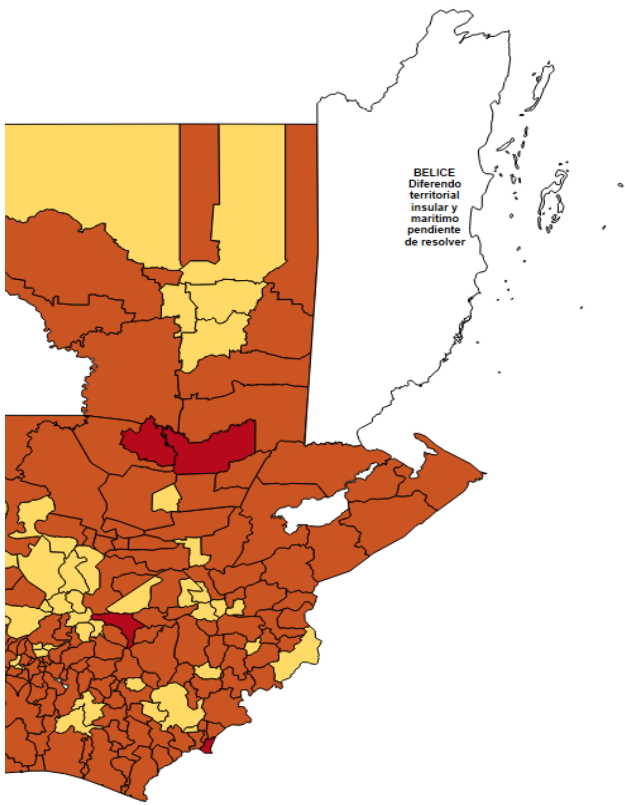 BELICE
Diferendo
territorial
insular y
marítimo
pendiente
de resolver